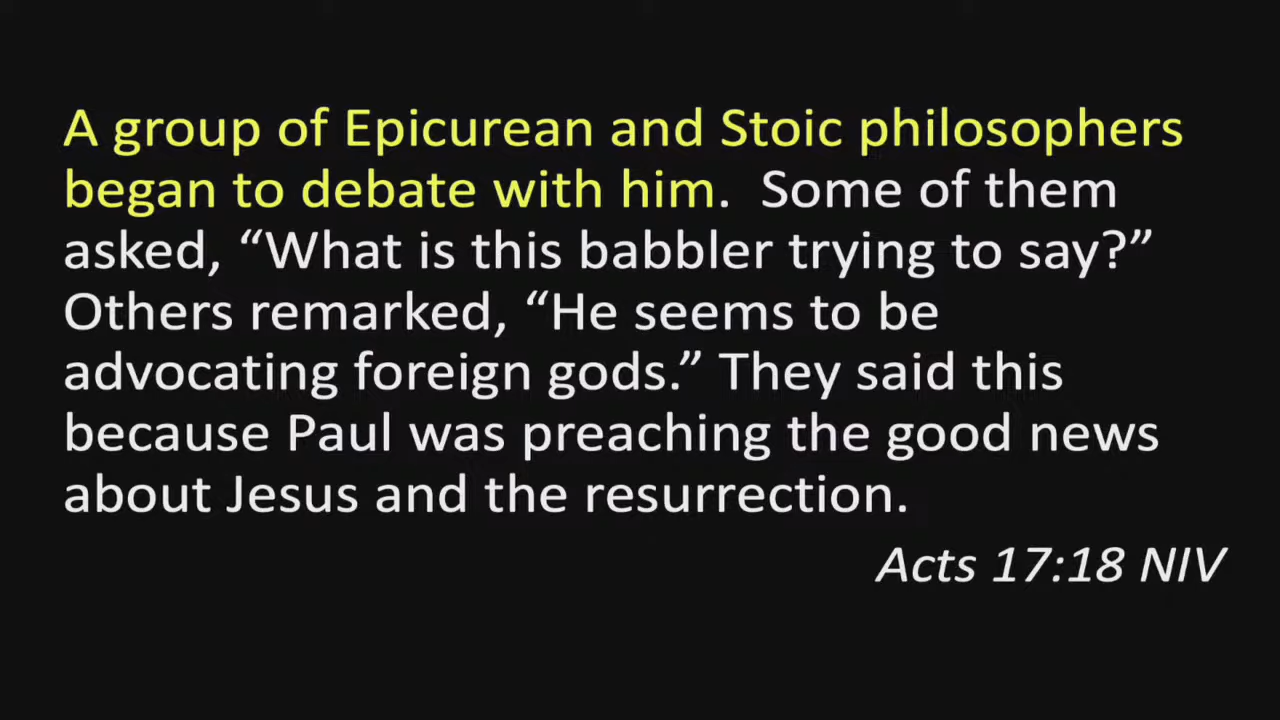 A group of Epicurean and Stoic philosophers
began to debate with him.  Some of them
asked, “What is this babbler trying to say?”
Others remarked, “He seems to be
advocating foreign gods.” They said this
because Paul was preaching the good news
about Jesus and the resurrection.
Acts 17:18 NIV